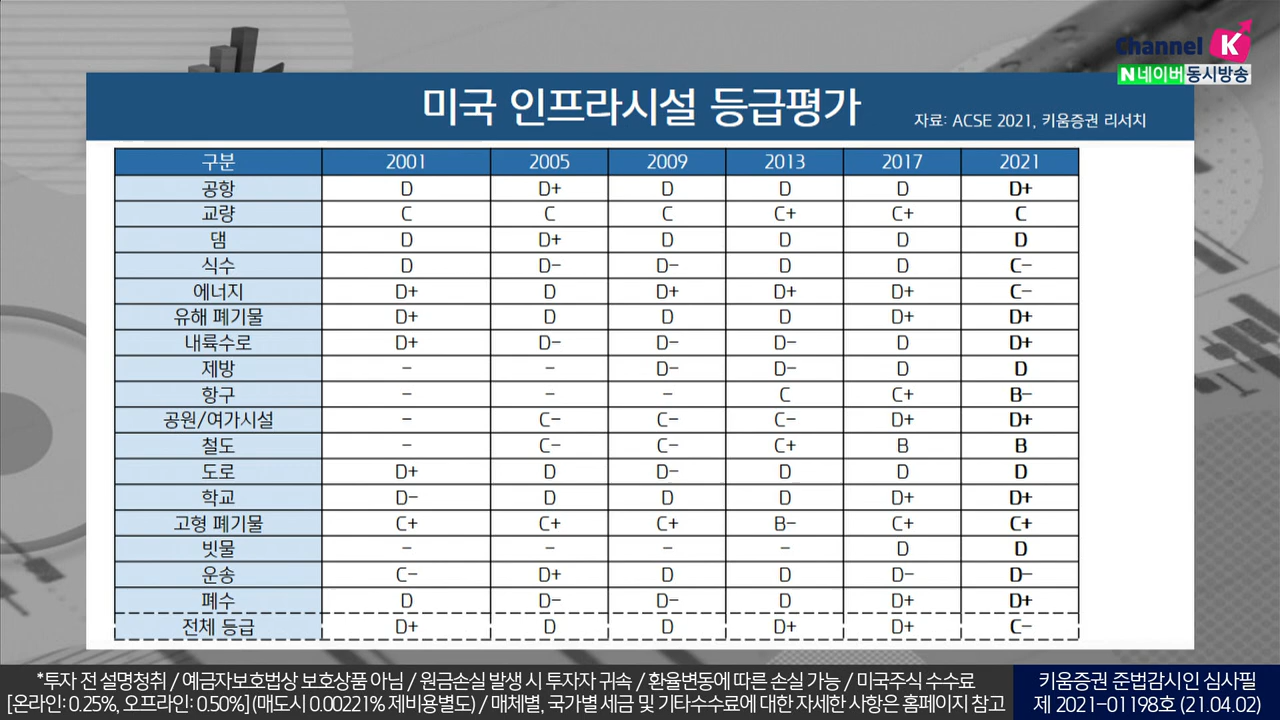 Channel K
N 네이버 동시방송
미국 인프라시설 등급평가
자료: ACSE 2021, 키움증권 리서치
구분 2001 2005 2009 2013 2017 2021
공항 D D+ D D D D+
교량 C C C C+ C+ C
댐 D D+ D D D D
식수 D D- D- D D C-
에너지 D+ D D+ D+ D+ C-
유해 폐기물 D+ D D D D+ D+
내륙수로 D+ D- D- D- D D+
제방 - - D- D- D D
항구 - - - C C+ B-
공원/여가시설 - C- C- C- D+ D+
철도 - C- C- C+ B B
도로 D+ D D- D D D
학교 D- D D D D+ D+
고형 폐기물 C+ C+ C+ B- C+ C+
빗물 - - - - D D
운송 C- D+ D D D- D-
폐수 D D- D- D D+ D+
전체 등급 D+ D D D+ D+ C-
*투자 전 설명청취 / 예금자보호법상 보호상품 아님 / 원금손실 발생 시 투자자 귀속 / 환율변동에 따른 손실 가능 / 미국주식 수수료
[온라인: 0.25%, 오프라인: 0.50%] (매도시 0.00221% 제비용별도) / 매체별, 국가별 세금 및 기타수수료에 대한 자세한 사항은 홈페이지 참고
키움증권 준법감시인 심사필
제 2021-01198호 (21.04.02)